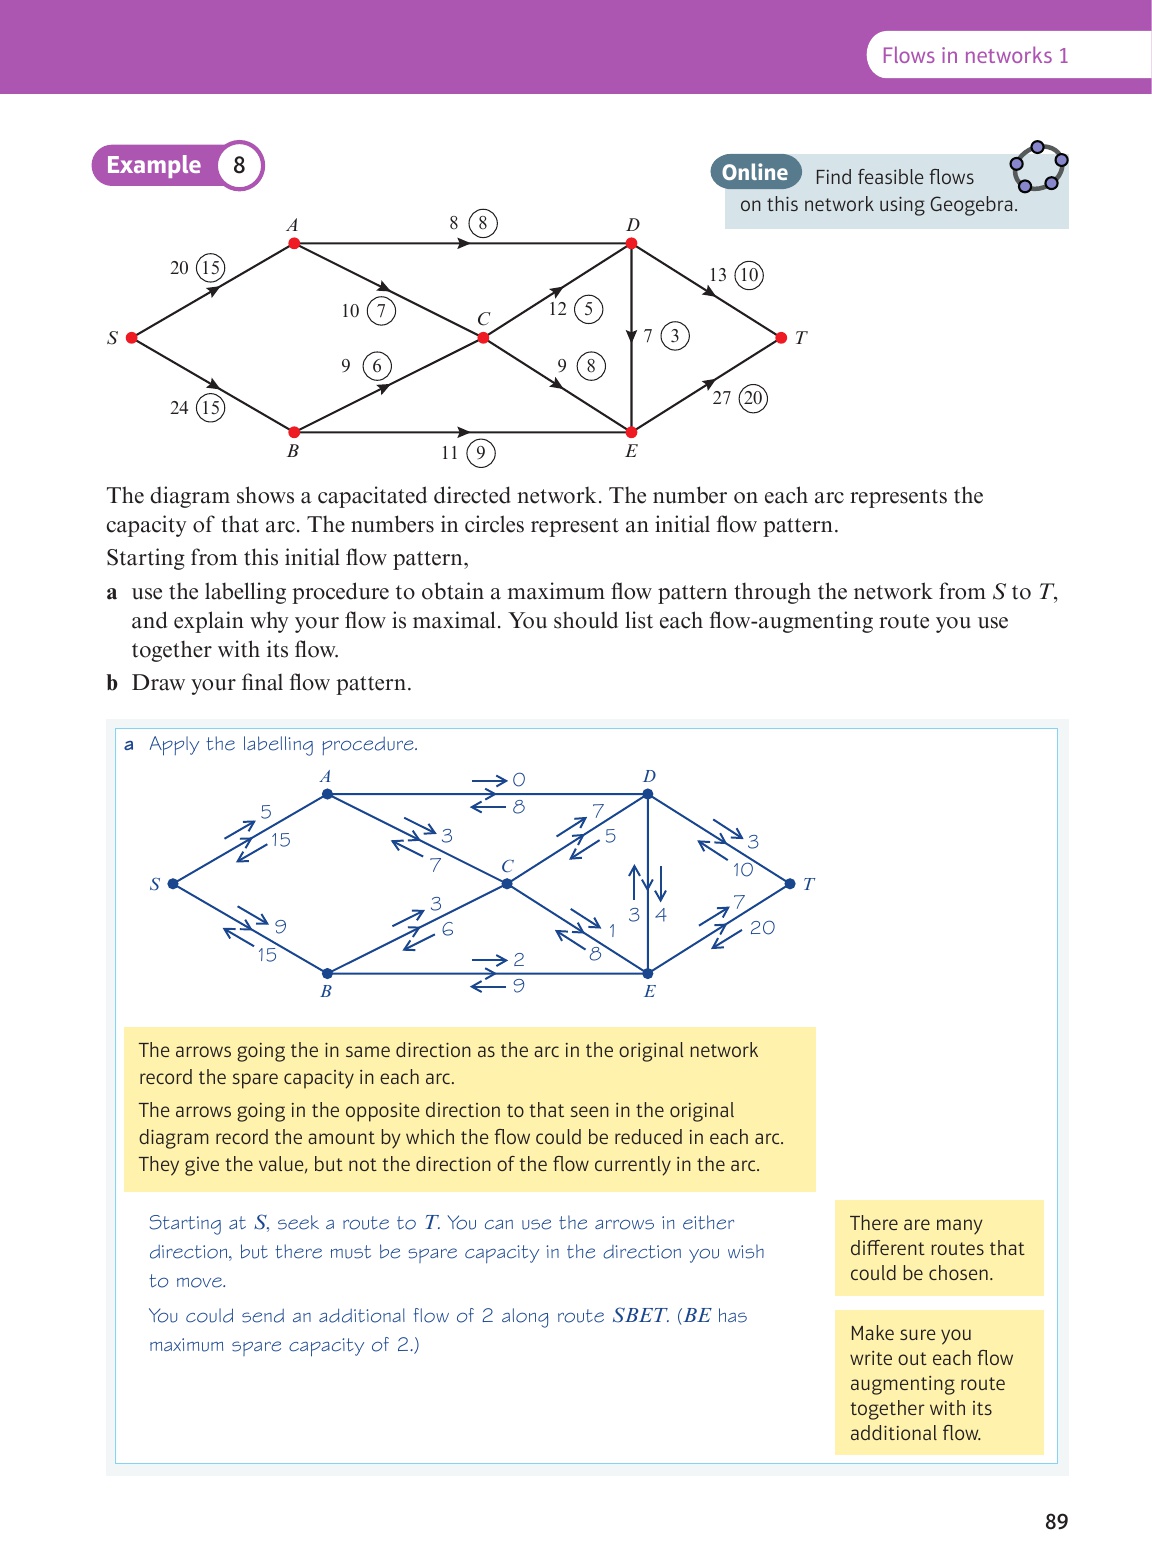 Flows in networks 1
Example 8
Online Find feasible flows
on this network using Geogebra.
A
8 8
D
20 15
13 10
10 7
C
12 5
S
7 3
T
9 6
9 8
24 15
27 20
B
11 9
E
The diagram shows a capacitated directed network. The number on each arc represents the
capacity of that arc. The numbers in circles represent an initial flow pattern.
Starting from this initial flow pattern,
a use the labelling procedure to obtain a maximum flow pattern through the network from S to T,
and explain why your flow is maximal. You should list each flow-augmenting route you use
together with its flow.
b Draw your final flow pattern.
a Apply the labelling procedure.
A
0
D
8
5
7
15
3
5
3
7
10
C
S
T
3
7
9
6
3 4
1
20
15
8
2
9
B
E
The arrows going the in same direction as the arc in the original network
record the spare capacity in each arc.
The arrows going in the opposite direction to that seen in the original
diagram record the amount by which the flow could be reduced in each arc.
They give the value, but not the direction of the flow currently in the arc.
Starting at S, seek a route to T. You can use the arrows in either
direction, but there must be spare capacity in the direction you wish
to move.
You could send an additional flow of 2 along route SBET. (BE has
maximum spare capacity of 2.)
There are many
different routes that
could be chosen.
Make sure you
write out each flow
augmenting route
together with its
additional flow.
89